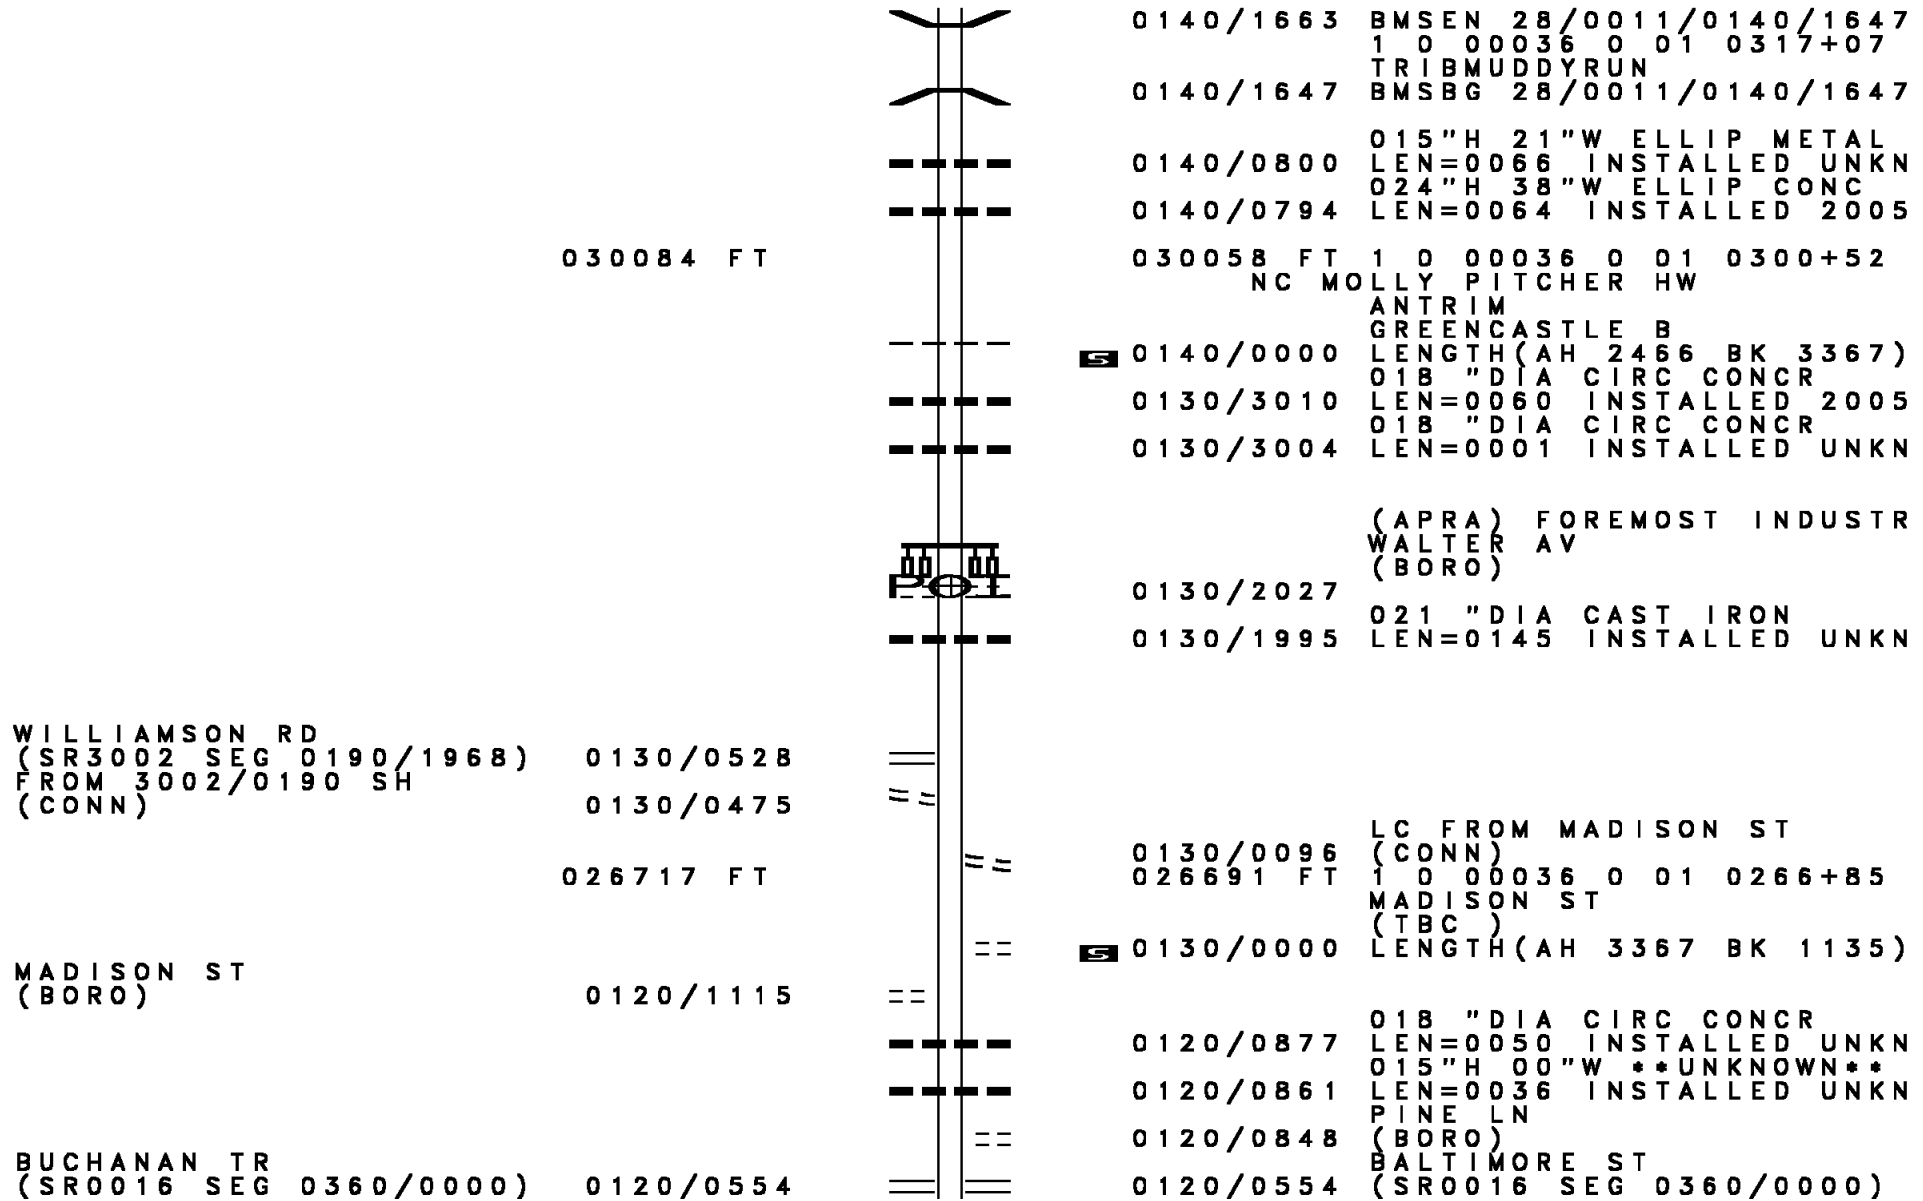 0140/1663 BMSEN 28/0011/0140/1647
1 0 00036 0 01 0317+07
TRIBMUDDYRUN
0140/1647 BMSBG 28/0011/0140/1647
015"H 21"W ELLIP METAL
0140/0800 LEN=0066 INSTALLED UNKN
024"H 38"W ELLIP CONC
0140/0794 LEN=0064 INSTALLED 2005
030084 FT 030058 FT 1 0 00036 0 01 0300+52
NC MOLLY PITCHER HW
ANTRIM
GREENCASTLE B
S 0140/0000 LENGTH(AH 2466 BK 3367)
018 "DIA CIRC CONCR
0130/3010 LEN=0060 INSTALLED 2005
018 "DIA CIRC CONCR
0130/3004 LEN=0001 INSTALLED UNKN
(APRA) FOREMOST INDUSTR
WALTER AV
(BORO)
POT 0130/2027
021 "DIA CAST IRON
0130/1995 LEN=0145 INSTALLED UNKN
WILLIAMSON RD
(SR3002 SEG 0190/1968) 0130/0528
FROM 3002/0190 SH
(CONN) 0130/0475
LC FROM MADISON ST
0130/0096 (CONN)
026717 FT 026691 FT 1 0 00036 0 01 0266+85
MADISON ST
(TBC )
S 0130/0000 LENGTH(AH 3367 BK 1135)
MADISON ST
(BORO) 0120/1115
018 "DIA CIRC CONCR
0120/0877 LEN=0050 INSTALLED UNKN
015"H 00"W **UNKNOWN**
0120/0861 LEN=0036 INSTALLED UNKN
PINE LN
0120/0848 (BORO)
BUCHANAN TR BALTIMORE ST
(SR0016 SEG 0360/0000) 0120/0554 0120/0554 (SR0016 SEG 0360/0000)